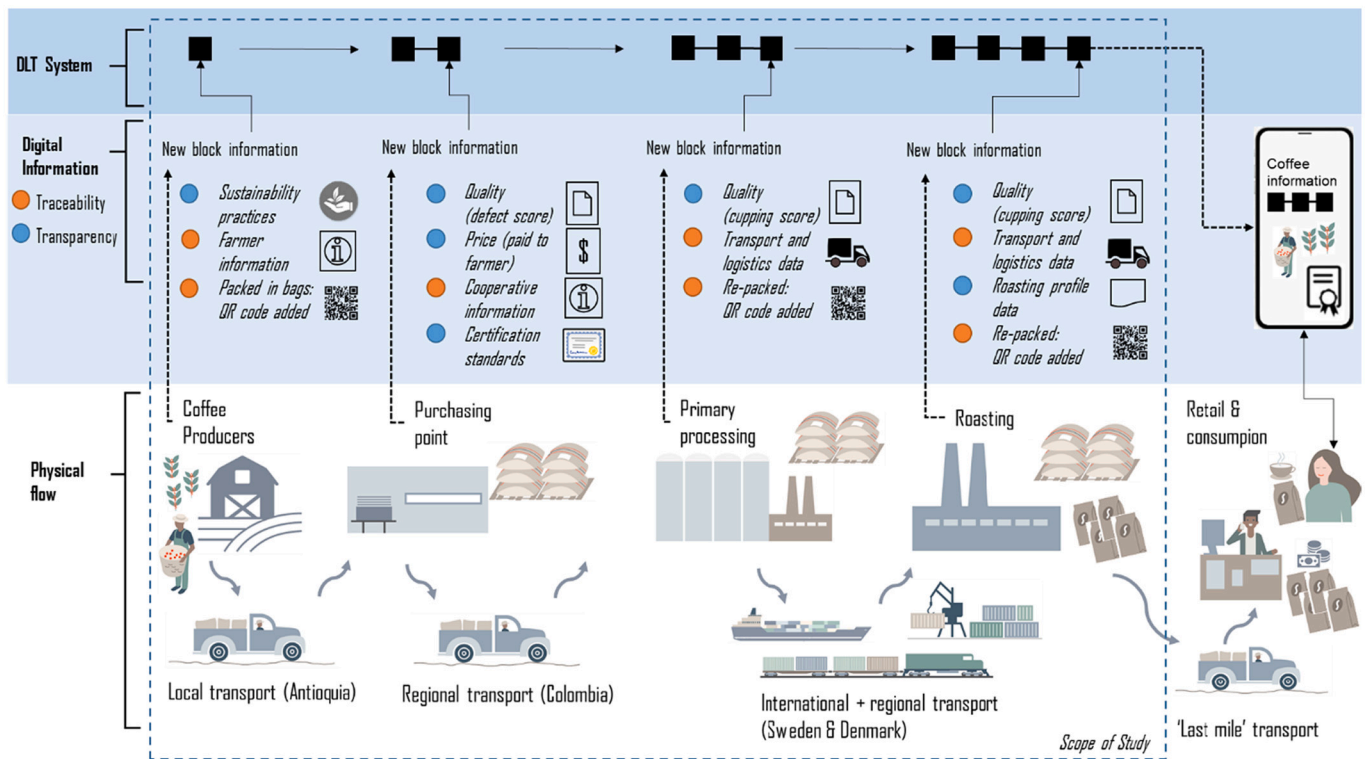 DLT System
Digital
Information
Traceability
Transparency
New block information
Sustainability
practices
Farmer
information
Packed in bags:
QR code added
New block information
Quality
(defect score)
Price (paid to
farmer)
$
Cooperative
information
Certification
standards
New block information
Quality
(cupping score)
Transport and
logistics data
Re-packed:
QR code added
New block information
Quality
(cupping score)
Transport and
logistics data
Roasting profile
data
Re-packed:
QR code added
Coffee
information
Physical
flow
Coffee
Producers
Purchasing
point
Primary
processing
Roasting
Retail &
consumpion
Local transport (Antioquia)
Regional transport (Colombia)
International + regional transport
(Sweden & Denmark)
'Last mile' transport
Scope of Study